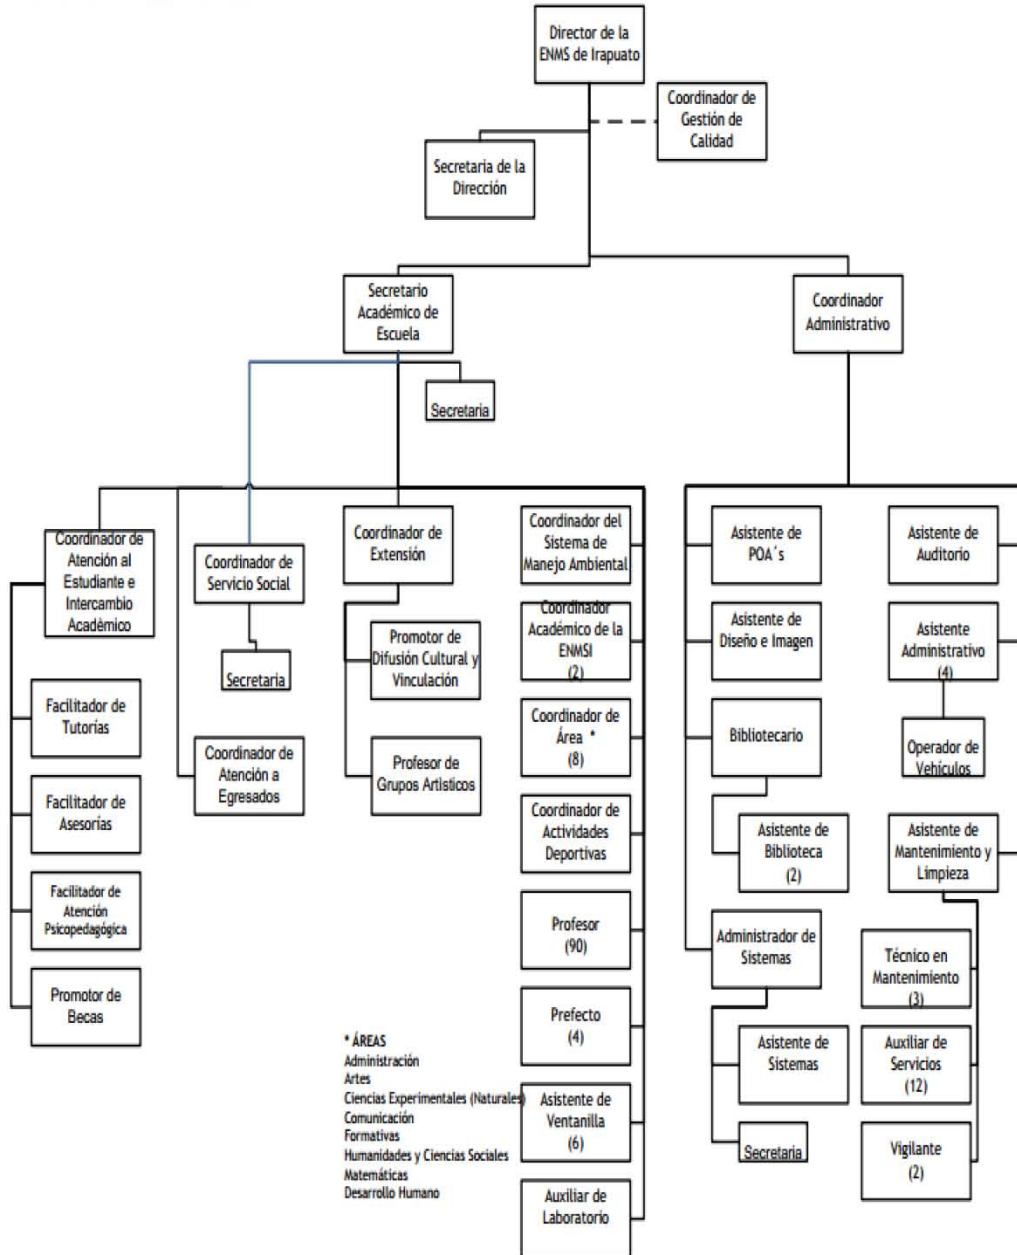 Director de la
ENMS de Irapuato
Coordinador de
Gestión de
Calidad
Secretaria de la
Dirección
Secretario
Académico de
Escuela
Coordinador
Administrativo
Secretaria
Coordinador de
Atención al
Estudiante e
Intercambio
Acadèmico
Facilitador de
Tutorías
Facilitador de
Asesorías
Facilitador de
Atención
Psicopedagógica
Promotor de
Becas
Coordinador de
Servicio Social
Secretaria
Coordinador de
Atención a
Egresados
Coordinador de
Extensión
Promotor de
Difusión Cultural y
Vinculación
Profesor de
Grupos Artísticos
Coordinador del
Sistema de
Manejo Ambiental
Coordinador
Académico de la
ENMSI
(2)
Coordinador de
Área *
(8)
Coordinador de
Actividades
Deportivas
Profesor
(90)
Prefecto
(4)
Asistente de
Ventanilla
(6)
Auxiliar de
Laboratorio
* ÁREAS
Administración
Artes
Ciencias Experimentales (Naturales)
Comunicación
Formativas
Humanidades y Ciencias Sociales
Matemáticas
Desarrollo Humano
Asistente de
POA´s
Asistente de
Diseño e Imagen
Bibliotecario
Asistente de
Biblioteca
(2)
Administrador de
Sistemas
Asistente de
Sistemas
Secretaria
Asistente de
Auditorio
Asistente
Administrativo
(4)
Operador de
Vehículos
Asistente de
Mantenimiento y
Limpieza
Técnico en
Mantenimiento
(3)
Auxiliar de
Servicios
(12)
Vigilante
(2)